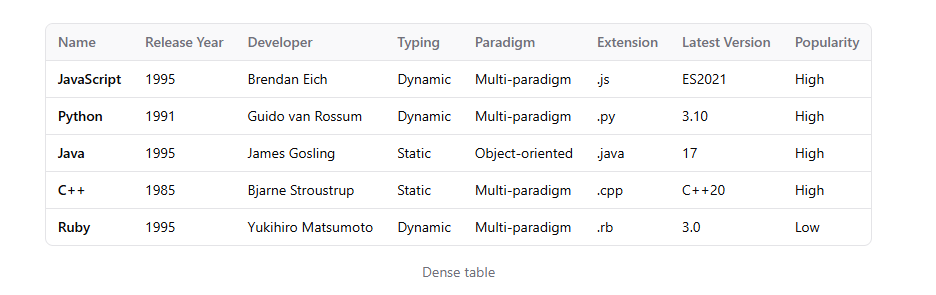 Name Release Year Developer Typing Paradigm Extension Latest Version Popularity
JavaScript 1995 Brendan Eich Dynamic Multi-paradigm .js ES2021 High
Python 1991 Guido van Rossum Dynamic Multi-paradigm .py 3.10 High
Java 1995 James Gosling Static Object-oriented .java 17 High
C++ 1985 Bjarne Stroustrup Static Multi-paradigm .cpp C++20 High
Ruby 1995 Yukihiro Matsumoto Dynamic Multi-paradigm .rb 3.0 Low
Dense table